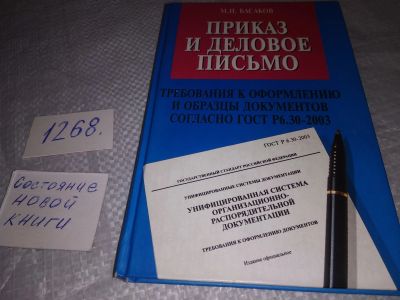 М.И. БАСАКОВ
ПРИКАЗ
И ДЕЛОВОЕ
ПИСЬМО
ТРЕБОВАНИЯ К ОФОРМЛЕНИЮ
И ОБРАЗЦЫ ДОКУМЕНТОВ
СОГЛАСНО ГОСТ Р6.30-2003
ГОСТ Р 6.30-2003
ГОСУДАРСТВЕННЫЙ СТАНДАРТ РОССИЙСКОЙ ФЕДЕРАЦИИ
УНИФИЦИРОВАННЫЕ СИСТЕМЫ ДОКУМЕНТАЦИИ
УНИФИЦИРОВАННАЯ СИСТЕМА
ОРГАНИЗАЦИОННО-
РАСПОРЯДИТЕЛЬНОЙ
ДОКУМЕНТАЦИИ
ТРЕБОВАНИЯ К ОФОРМЛЕНИЮ ДОКУМЕНТОВ
Издание официальное
1268.
Состояние
новой
книги